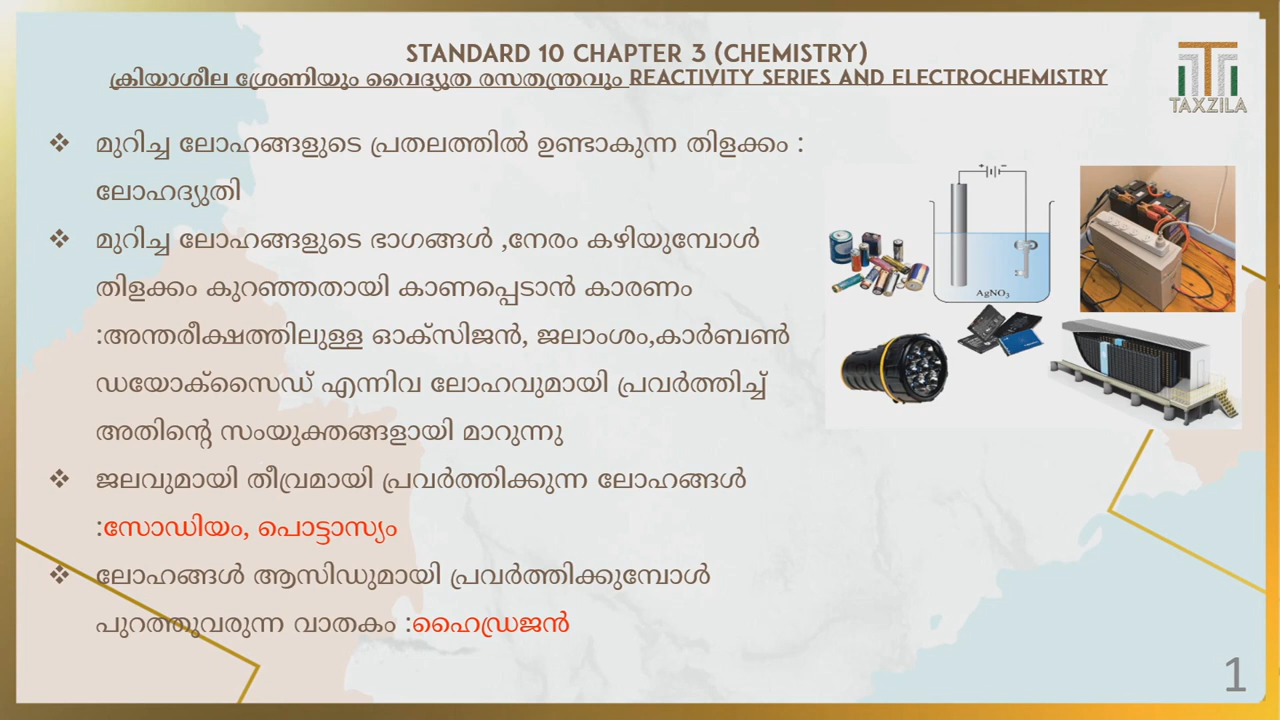 STANDARD 10 CHAPTER 3 (CHEMISTRY)
ക്രിയാശീല ശ്രേണിയും വൈദ്യുത രസതന്ത്രവും REACTIVITY SERIES AND ELECTROCHEMISTRY
TAXZILA
❖ മുറിച്ച ലോഹങ്ങളുടെ പ്രതലത്തിൽ ഉണ്ടാകുന്ന തിളക്കം :
ലോഹദ്യുതി
❖ മുറിച്ച ലോഹങ്ങളുടെ ഭാഗങ്ങൾ ,നേരം കഴിയുമ്പോൾ
തിളക്കം കുറഞ്ഞതായി കാണപ്പെടാൻ കാരണം
:അന്തരീക്ഷത്തിലുള്ള ഓക്സിജൻ, ജലാംശം,കാർബൺ
ഡയോക്സൈഡ് എന്നിവ ലോഹവുമായി പ്രവർത്തിച്ച്
അതിന്റെ സംയുക്തങ്ങളായി മാറുന്നു
❖ ജലവുമായി തീവ്രമായി പ്രവർത്തിക്കുന്ന ലോഹങ്ങൾ
:സോഡിയം, പൊട്ടാസ്യം
❖ ലോഹങ്ങൾ ആസിഡുമായി പ്രവർത്തിക്കുമ്പോൾ
പുറത്തുവരുന്ന വാതകം :ഹൈഡ്രജൻ
AgNO₃
1